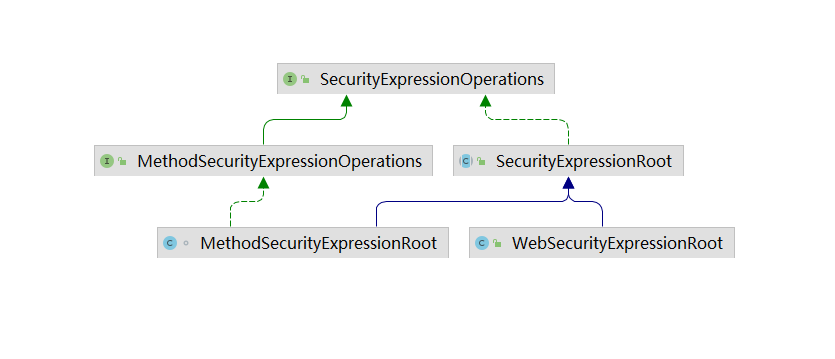 I SecurityExpressionOperations
I MethodSecurityExpressionOperations
C SecurityExpressionRoot
C MethodSecurityExpressionRoot
C WebSecurityExpressionRoot